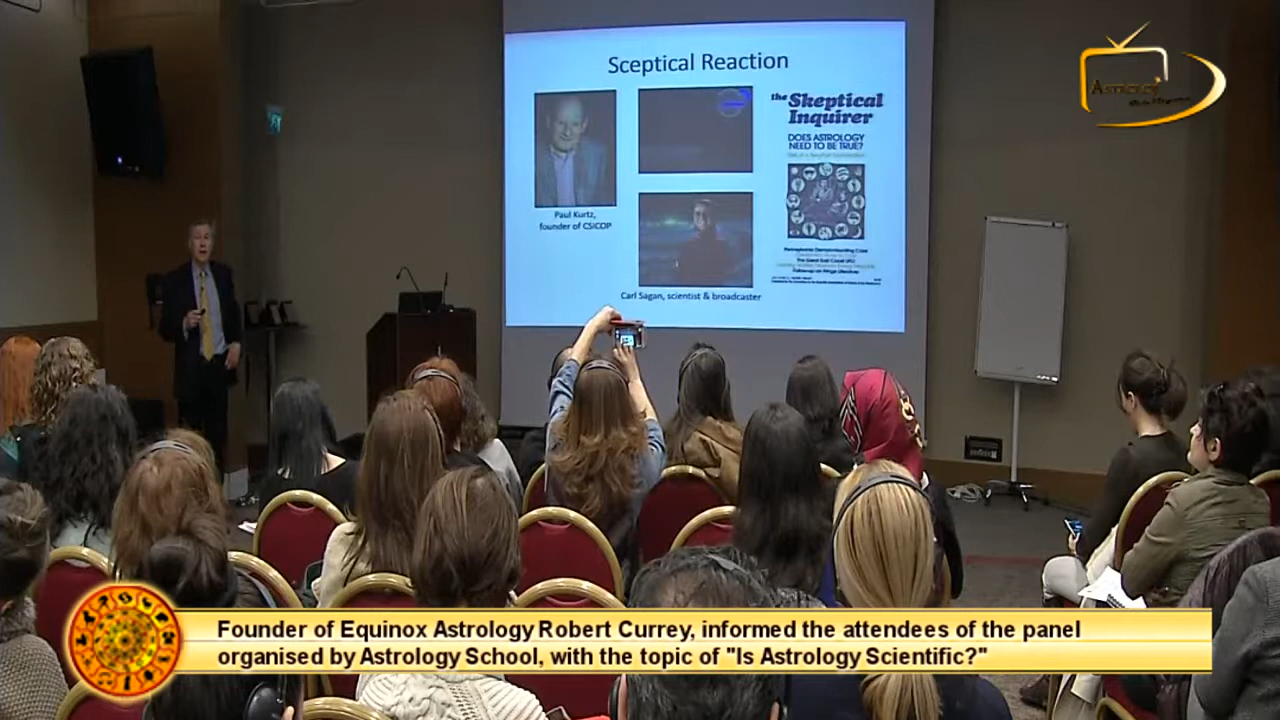 Sceptical Reaction
the Skeptical
Inquirer
DOES ASTROLOGY
NEED TO BE TRUE?
Paul Kurtz,
founder of CSICOP
Carl Sagan, scientist & broadcaster
Founder of Equinox Astrology Robert Currey, informed the attendees of the panel
organised by Astrology School, with the topic of "Is Astrology Scientific?"